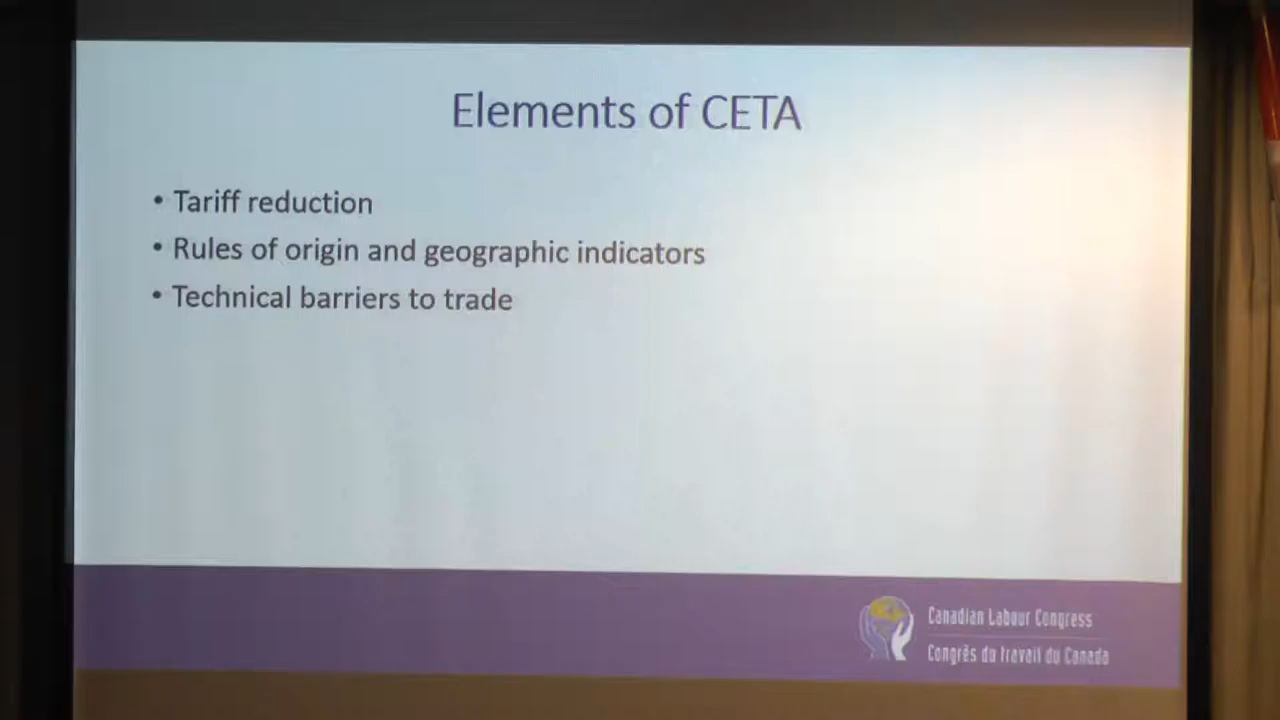 Elements of CETA
• Tariff reduction
• Rules of origin and geographic indicators
• Technical barriers to trade
Canadian Labour Congress
Congrès du travail du Canada